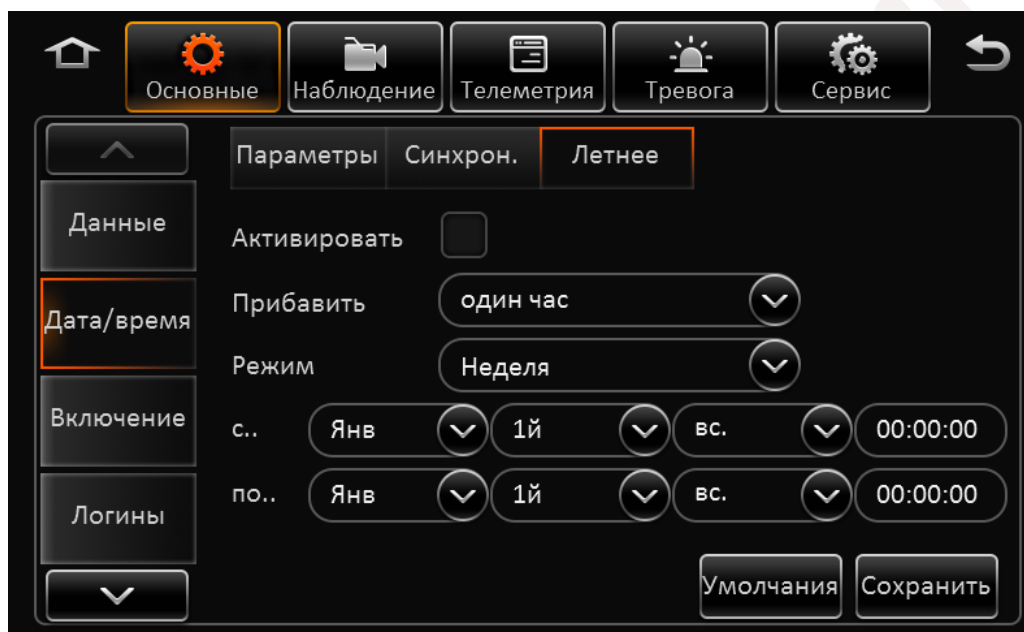 Основные Наблюдение Телеметрия Тревога Сервис
Параметры Синхрон. Летнее
Данные
Активировать
Прибавить один час
Дата/время
Режим Неделя
Включение
с.. Янв 1й вс. 00:00:00
по.. Янв 1й вс. 00:00:00
Логины
Умолчания Сохранить